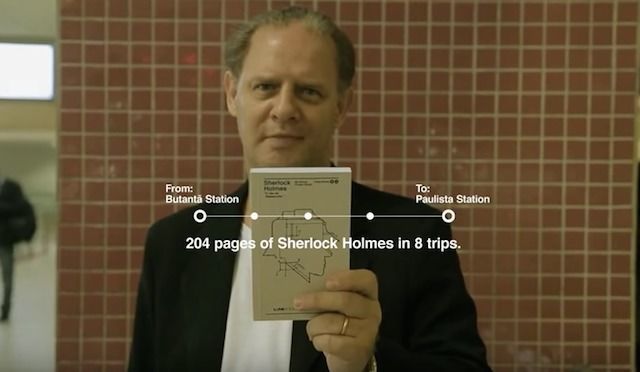 From:
Butantã Station
To:
Paulista Station
204 pages of Sherlock Holmes in 8 trips.
Sherlock
Holmes